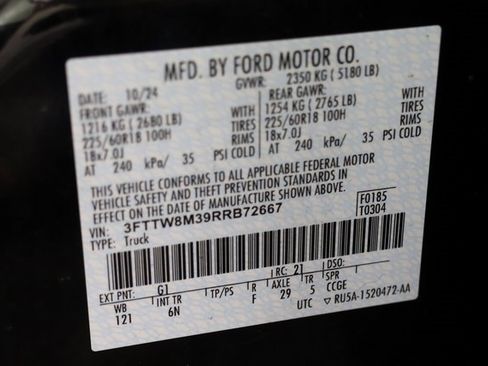 MFD. BY FORD MOTOR CO.
DATE: 10/24 GVWR: 2350 KG ( 5180 LB)
FRONT GAWR: REAR GAWR:
1216 KG ( 2680 LB) WITH 1254 KG ( 2765 LB) WITH
225/60R18 100H TIRES 225/60R18 100H TIRES
18x7.0J RIMS 18x7.0J RIMS
AT 240 kPa/ 35 PSI COLD AT 240 kPa/ 35 PSI COLD
THIS VEHICLE CONFORMS TO ALL APPLICABLE FEDERAL MOTOR
VEHICLE SAFETY AND THEFT PREVENTION STANDARDS IN
EFFECT ON THE DATE OF MANUFACTURE SHOWN ABOVE.
VIN: 3FTTW8M39RRB72667 F0185
TYPE: Truck T0304
EXT PNT: G1 RC: 21 DSO:
WB INT TR TP/PS R AXLE TR SPR
121 6N F 29 5 CCGE
UTC RU5A-1520472-AA